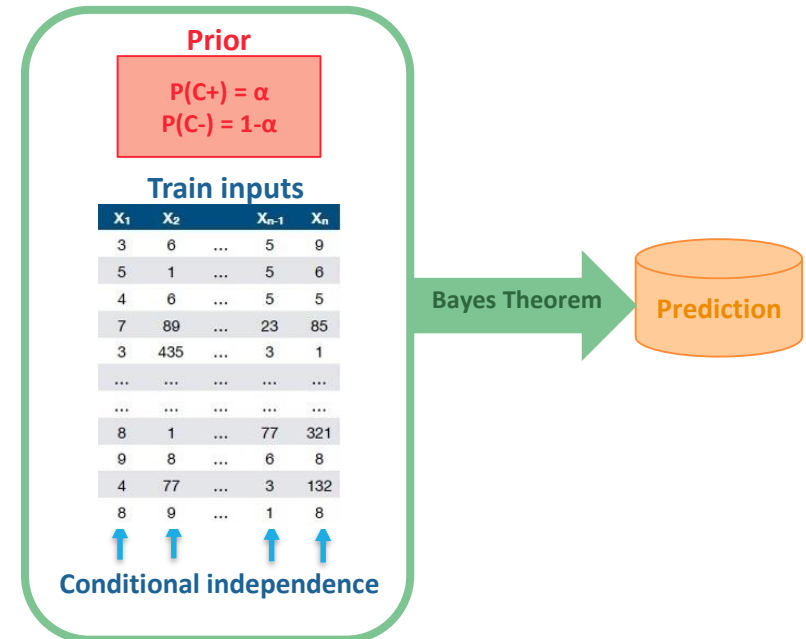 Prior
P(C+) = α
P(C-) = 1-α
Train inputs
X₁ X₂ Xₙ₋₁ Xₙ
3 6 ... 5 9
5 1 ... 5 6
4 6 ... 5 5
7 89 ... 23 85
3 435 ... 3 1
... ... ... ... ...
... ... ... ... ...
8 1 ... 77 321
9 8 ... 6 8
4 77 ... 3 132
8 9 ... 1 8
Conditional independence
Bayes Theorem
Prediction